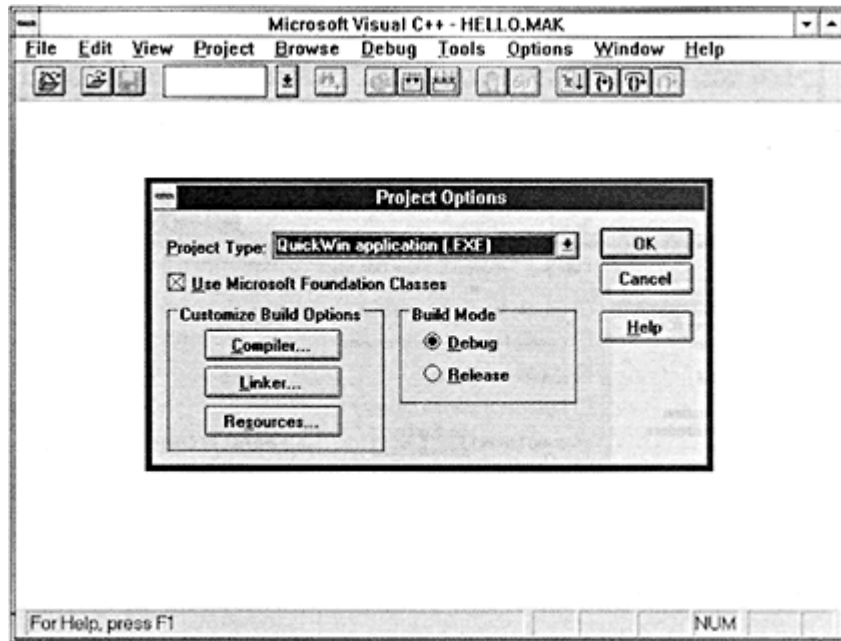 Microsoft Visual C++ - HELLO.MAK
File Edit View Project Browse Debug Tools Options Window Help
Project Options
Project Type: QuickWin application (.EXE)
OK
Use Microsoft Foundation Classes
Cancel
Customize Build Options
Build Mode
Compiler...
Debug
Help
Linker...
Release
Resources...
For Help, press F1
NUM